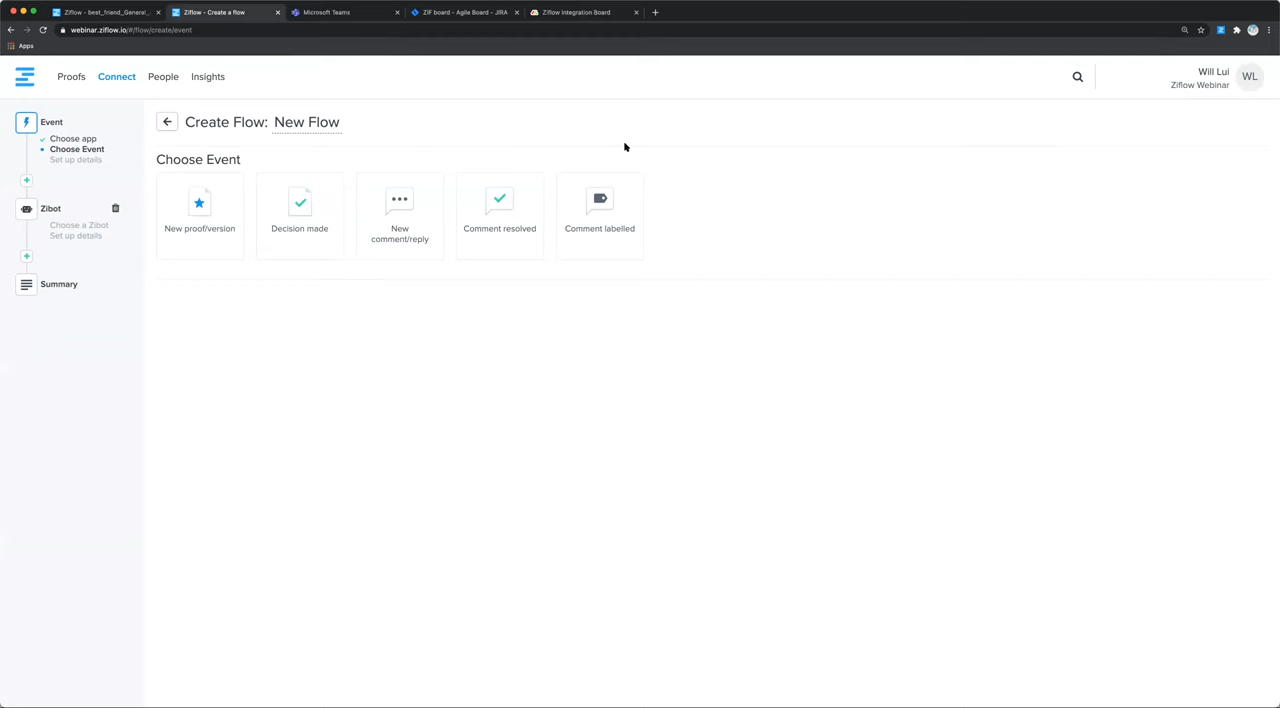 Ziflow - best_friend_General_
Ziflow - Create a flow
Microsoft Teams
ZIF board - Agile Board - JIRA
Ziflow Integration Board
webinar.ziflow.io/#/flow/create/event
Apps
Proofs
Connect
People
Insights
Will Lui
Ziflow Webinar
WL
Event
Choose app
Choose Event
Set up details
Zibot
Choose a Zibot
Set up details
Summary
Create Flow: New Flow
Choose Event
New proof/version
Decision made
New
comment/reply
Comment resolved
Comment labelled